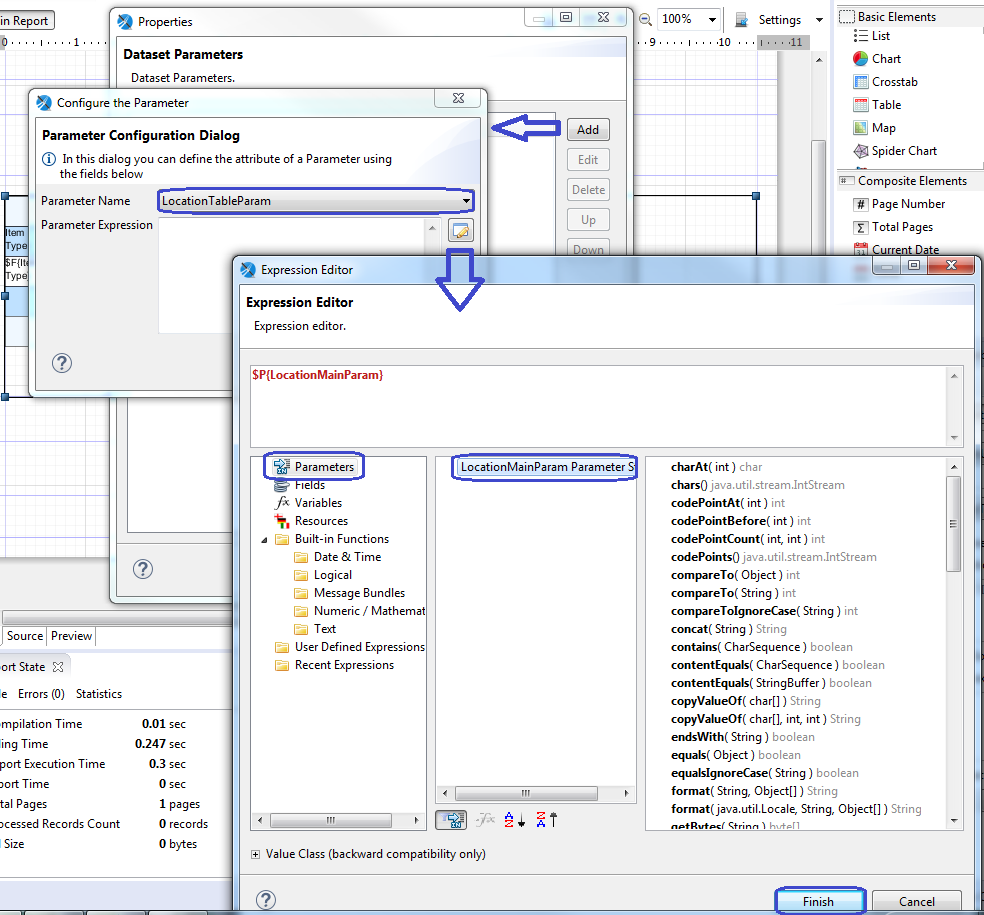 in Report
Properties
100%
Settings
Basic Elements
0
1
9
10
11
List
Chart
Crosstab
Table
Map
Spider Chart
Composite Elements
Page Number
Total Pages
Current Date
Dataset Parameters
Dataset Parameters.
Add
Edit
Delete
Up
Down
Configure the Parameter
Parameter Configuration Dialog
In this dialog you can define the attribute of a Parameter using
the fields below
Parameter Name
LocationTableParam
Parameter Expression
Item
Type
$F{Ite
Type
Expression Editor
Expression Editor
Expression editor.
$P{LocationMainParam}
Parameters
Fields
Variables
Resources
Built-in Functions
Date & Time
Logical
Message Bundles
Numeric / Mathemat
Text
User Defined Expressions
Recent Expressions
LocationMainParam Parameter S
charAt( int ) char
chars() java.util.stream.IntStream
codePointAt( int ) int
codePointBefore( int ) int
codePointCount( int, int ) int
codePoints() java.util.stream.IntStream
compareTo( Object ) int
compareTo( String ) int
compareToIgnoreCase( String ) int
concat( String ) String
contains( CharSequence ) boolean
contentEquals( CharSequence ) boolean
contentEquals( StringBuffer ) boolean
copyValueOf( char[] ) String
copyValueOf( char[], int, int ) String
endsWith( String ) boolean
equals( Object ) boolean
equalsIgnoreCase( String ) boolean
format( String, Object[] ) String
format( java.util.Locale, String, Object[] ) String
getBytes( String ) byte[]
Value Class (backward compatibility only)
Finish
Cancel
Source
Preview
port State
le
Errors (0)
Statistics
mpilation Time 0.01 sec
ling Time 0.247 sec
port Execution Time 0.3 sec
port Time 0 sec
tal Pages 1 pages
ocessed Records Count 0 records
l Size 0 bytes